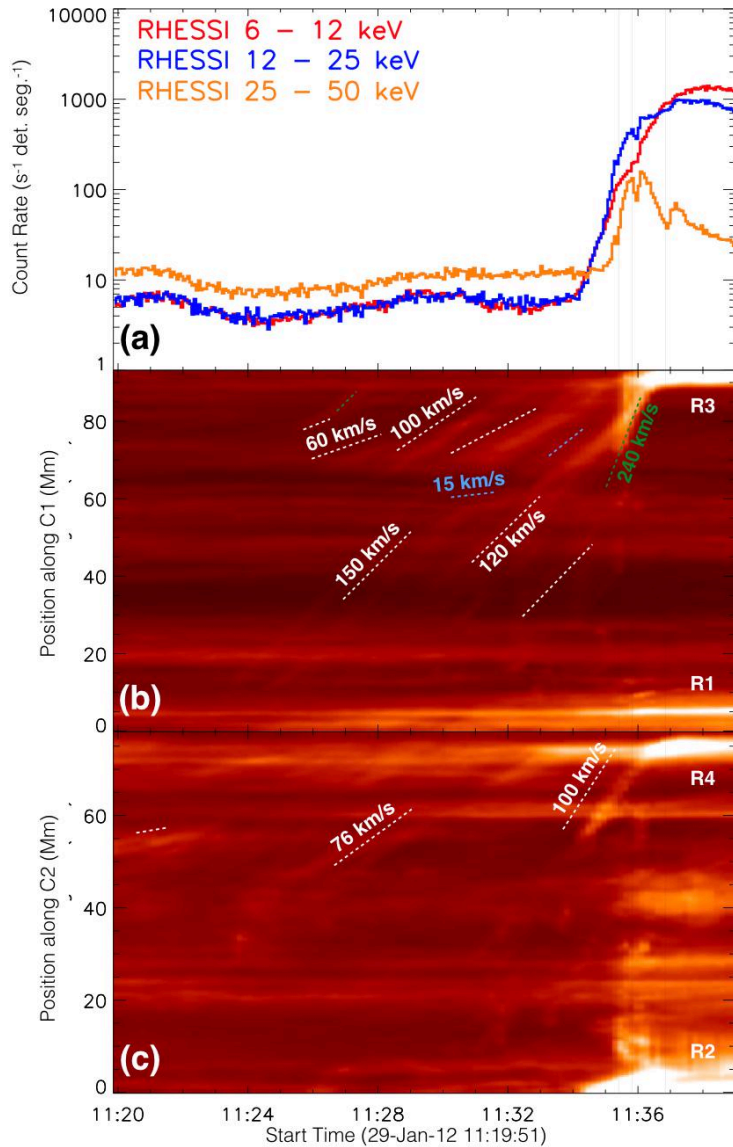 10000
RHESSI 6 - 12 keV
RHESSI 12 - 25 keV
RHESSI 25 - 50 keV
1000
100
10
1
Count Rate (s⁻¹ det. seg.⁻¹)
(a)
80
60
40
20
0
Position along C1 (Mm)
60 km/s
100 km/s
R3
240 km/s
15 km/s
150 km/s
120 km/s
R1
(b)
60
40
20
0
Position along C2 (Mm)
76 km/s
100 km/s
R4
R2
(c)
11:20 11:24 11:28 11:32 11:36
Start Time (29-Jan-12 11:19:51)